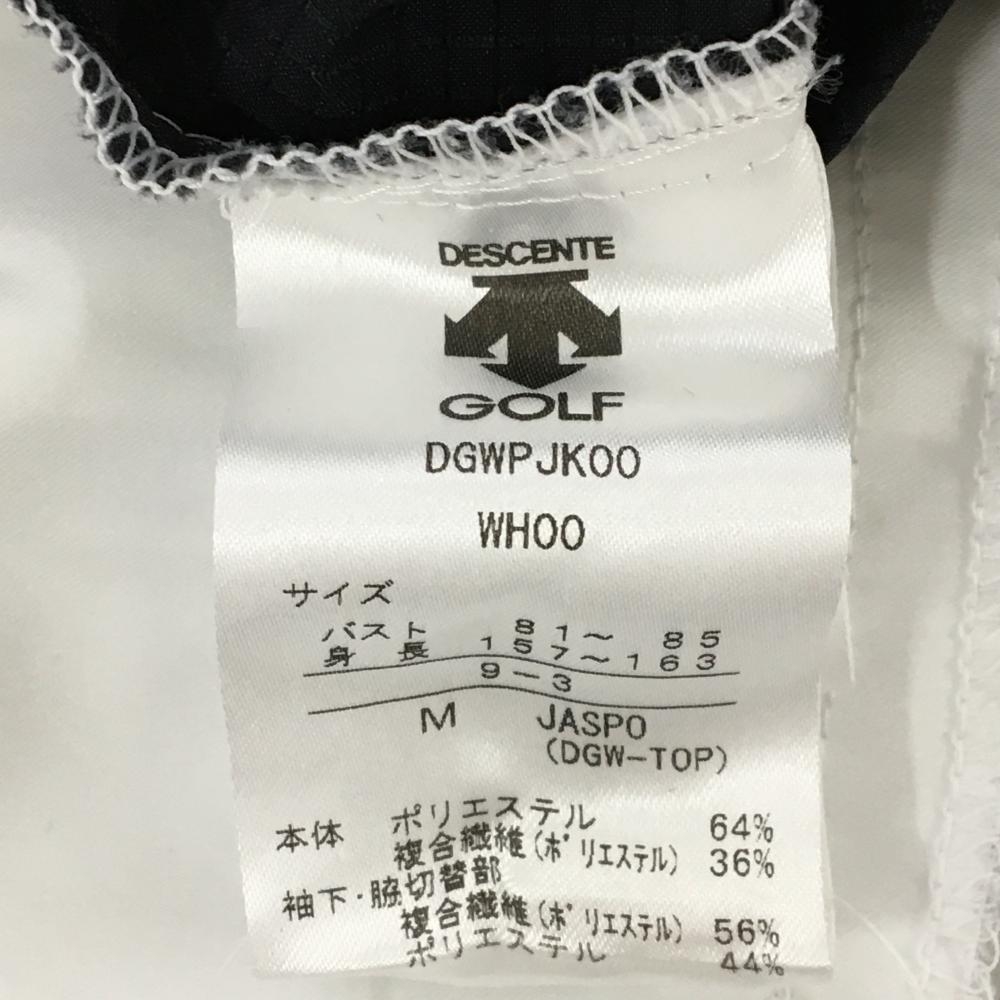 DESCENTE
GOLF
DGWPJK00
WH00
サイズ
バスト 81～ 85
身長 157～163
9－3
M JASPO
(DGW-TOP)
本体 ポリエステル 64%
複合繊維(ポリエステル) 36%
袖下・脇切替部
複合繊維(ポリエステル) 56%
ポリエステル 44%